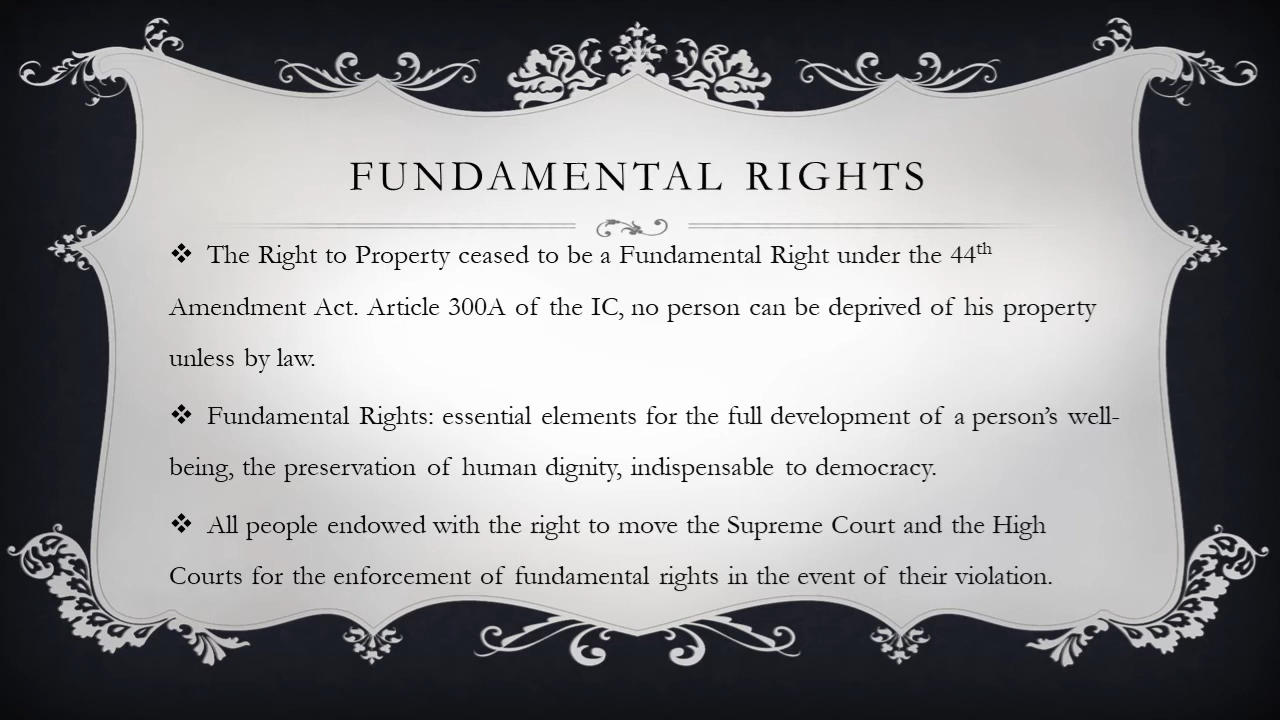 FUNDAMENTAL RIGHTS
❖ The Right to Property ceased to be a Fundamental Right under the 44th
Amendment Act. Article 300A of the IC, no person can be deprived of his property
unless by law.
❖ Fundamental Rights: essential elements for the full development of a person’s well-
being, the preservation of human dignity, indispensable to democracy.
❖ All people endowed with the right to move the Supreme Court and the High
Courts for the enforcement of fundamental rights in the event of their violation.